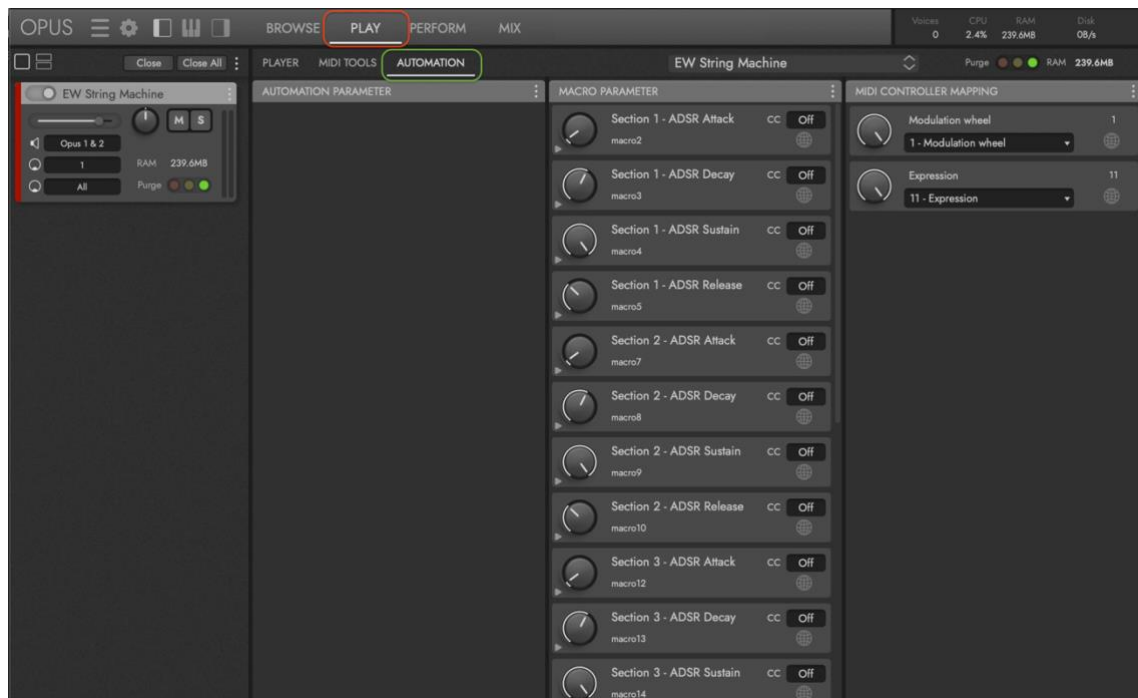 OPUS BROWSE PLAY PERFORM MIX Voices CPU RAM Disk
0 2.4% 239.6MB 0B/s
Close Close All PLAYER MIDI TOOLS AUTOMATION EW String Machine Purge RAM 239.6MB
EW String Machine
M S
Opus 1 & 2
1 RAM 239.6MB
All Purge
AUTOMATION PARAMETER
MACRO PARAMETER
Section 1 - ADSR Attack CC Off
macro2
Section 1 - ADSR Decay CC Off
macro3
Section 1 - ADSR Sustain CC Off
macro4
Section 1 - ADSR Release CC Off
macro5
Section 2 - ADSR Attack CC Off
macro7
Section 2 - ADSR Decay CC Off
macro8
Section 2 - ADSR Sustain CC Off
macro9
Section 2 - ADSR Release CC Off
macro10
Section 3 - ADSR Attack CC Off
macro12
Section 3 - ADSR Decay CC Off
macro13
Section 3 - ADSR Sustain CC Off
macro14
MIDI CONTROLLER MAPPING
Modulation wheel 1
1 - Modulation wheel
Expression 11
11 - Expression